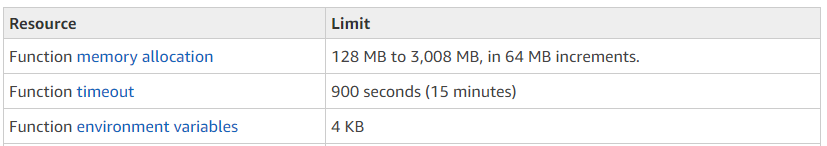 Resource Limit
Function memory allocation 128 MB to 3,008 MB, in 64 MB increments.
Function timeout 900 seconds (15 minutes)
Function environment variables 4 KB